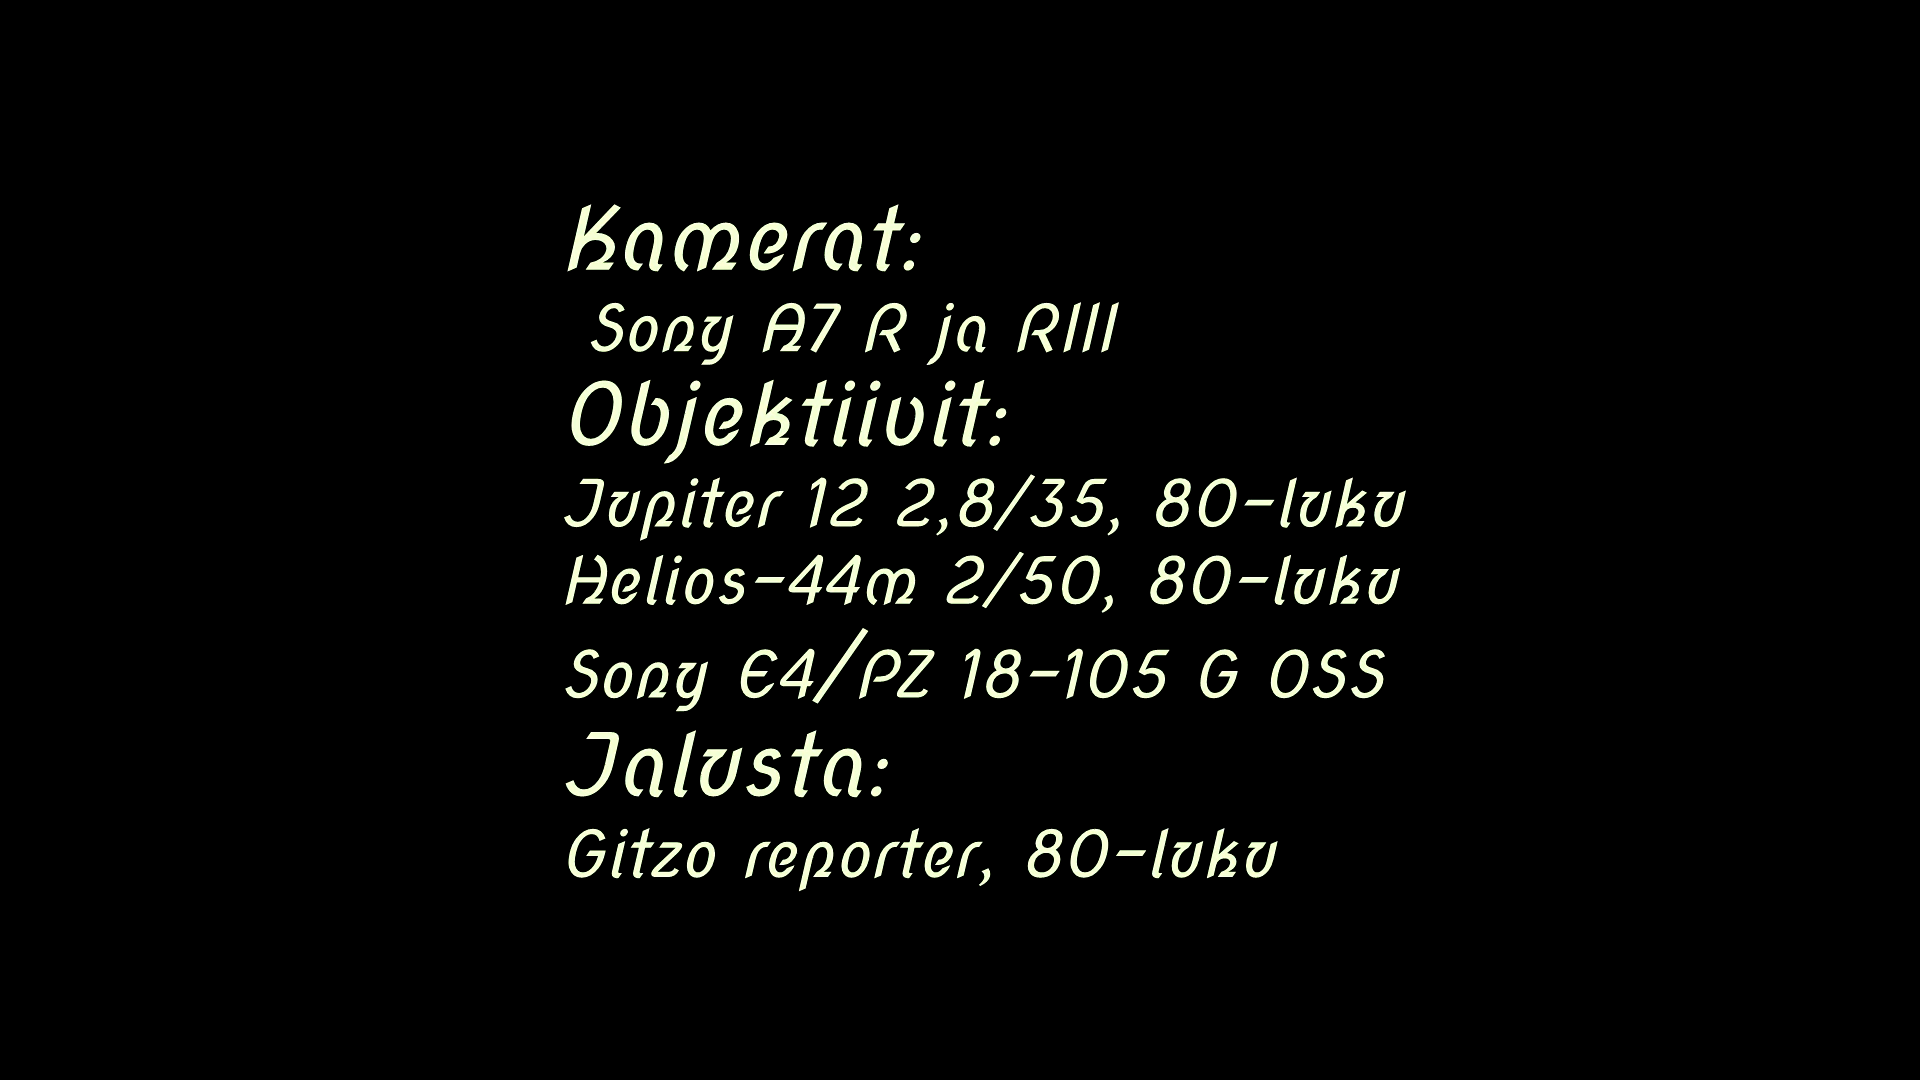 Kamerat:
Sony A7 R ja RIII
Objektiivit:
Jupiter 12 2,8/35, 80-luku
Helios-44m 2/50, 80-luku
Sony E4/PZ 18-105 G OSS
Jalusta:
Gitzo reporter, 80-luku